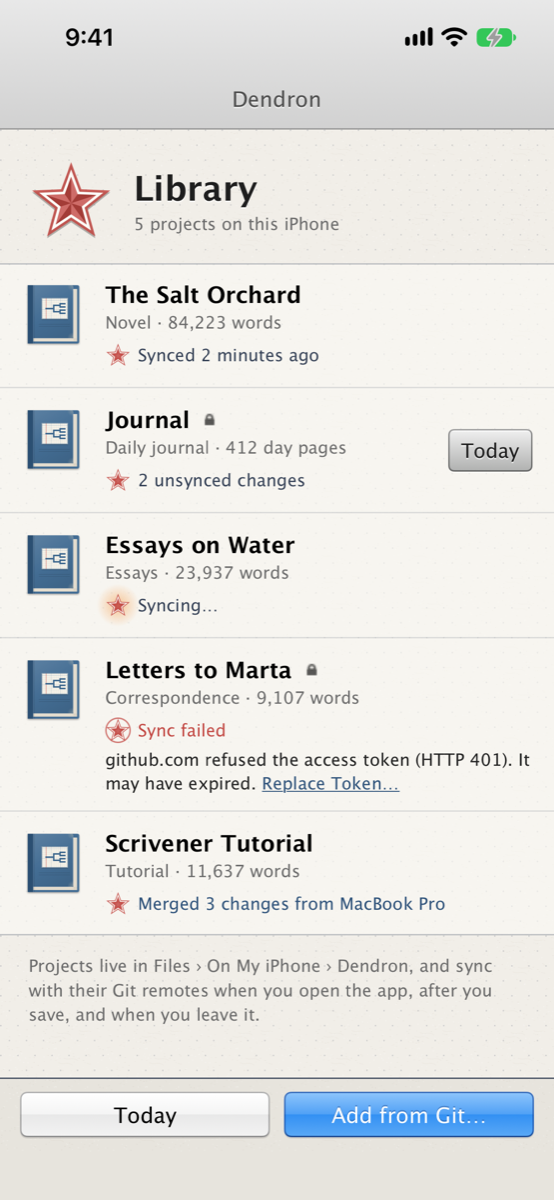 9:41
Dendron
Library
5 projects on this iPhone
The Salt Orchard
Novel · 84,223 words
Synced 2 minutes ago
Journal
Daily journal · 412 day pages
Today
2 unsynced changes
Essays on Water
Essays · 23,937 words
Syncing…
Letters to Marta
Correspondence · 9,107 words
Sync failed
github.com refused the access token (HTTP 401). It
may have expired. Replace Token…
Scrivener Tutorial
Tutorial · 11,637 words
Merged 3 changes from MacBook Pro
Projects live in Files › On My iPhone › Dendron, and sync
with their Git remotes when you open the app, after you
save, and when you leave it.
Today
Add from Git…